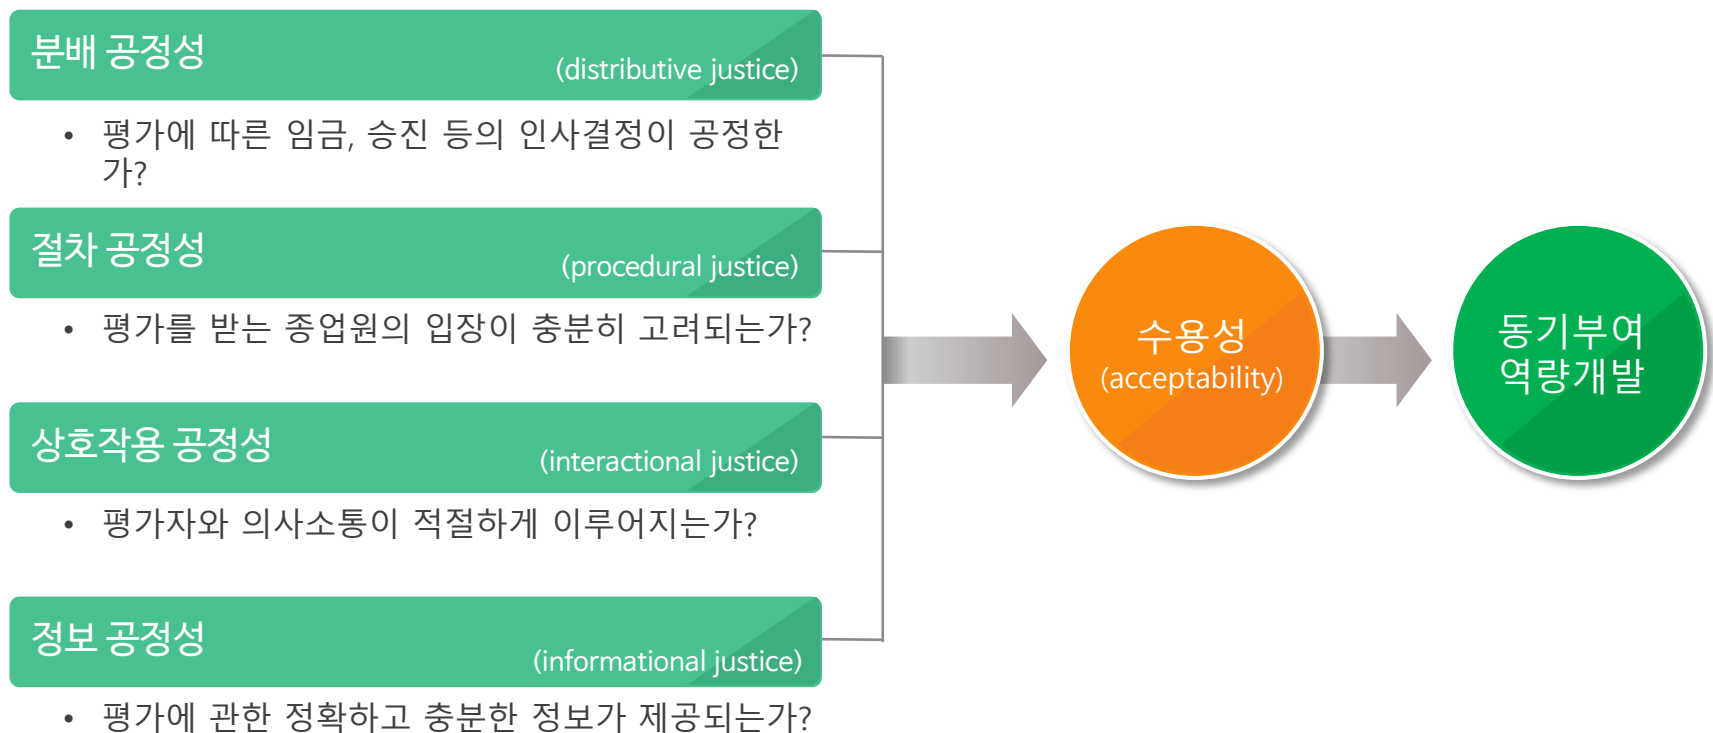 분배 공정성
(distributive justice)
• 평가에 따른 임금, 승진 등의 인사결정이 공정한
가?
절차 공정성
(procedural justice)
• 평가를 받는 종업원의 입장이 충분히 고려되는가?
상호작용 공정성
(interactional justice)
• 평가자와 의사소통이 적절하게 이루어지는가?
정보 공정성
(informational justice)
• 평가에 관한 정확하고 충분한 정보가 제공되는가?
수용성
(acceptability)
동기부여
역량개발